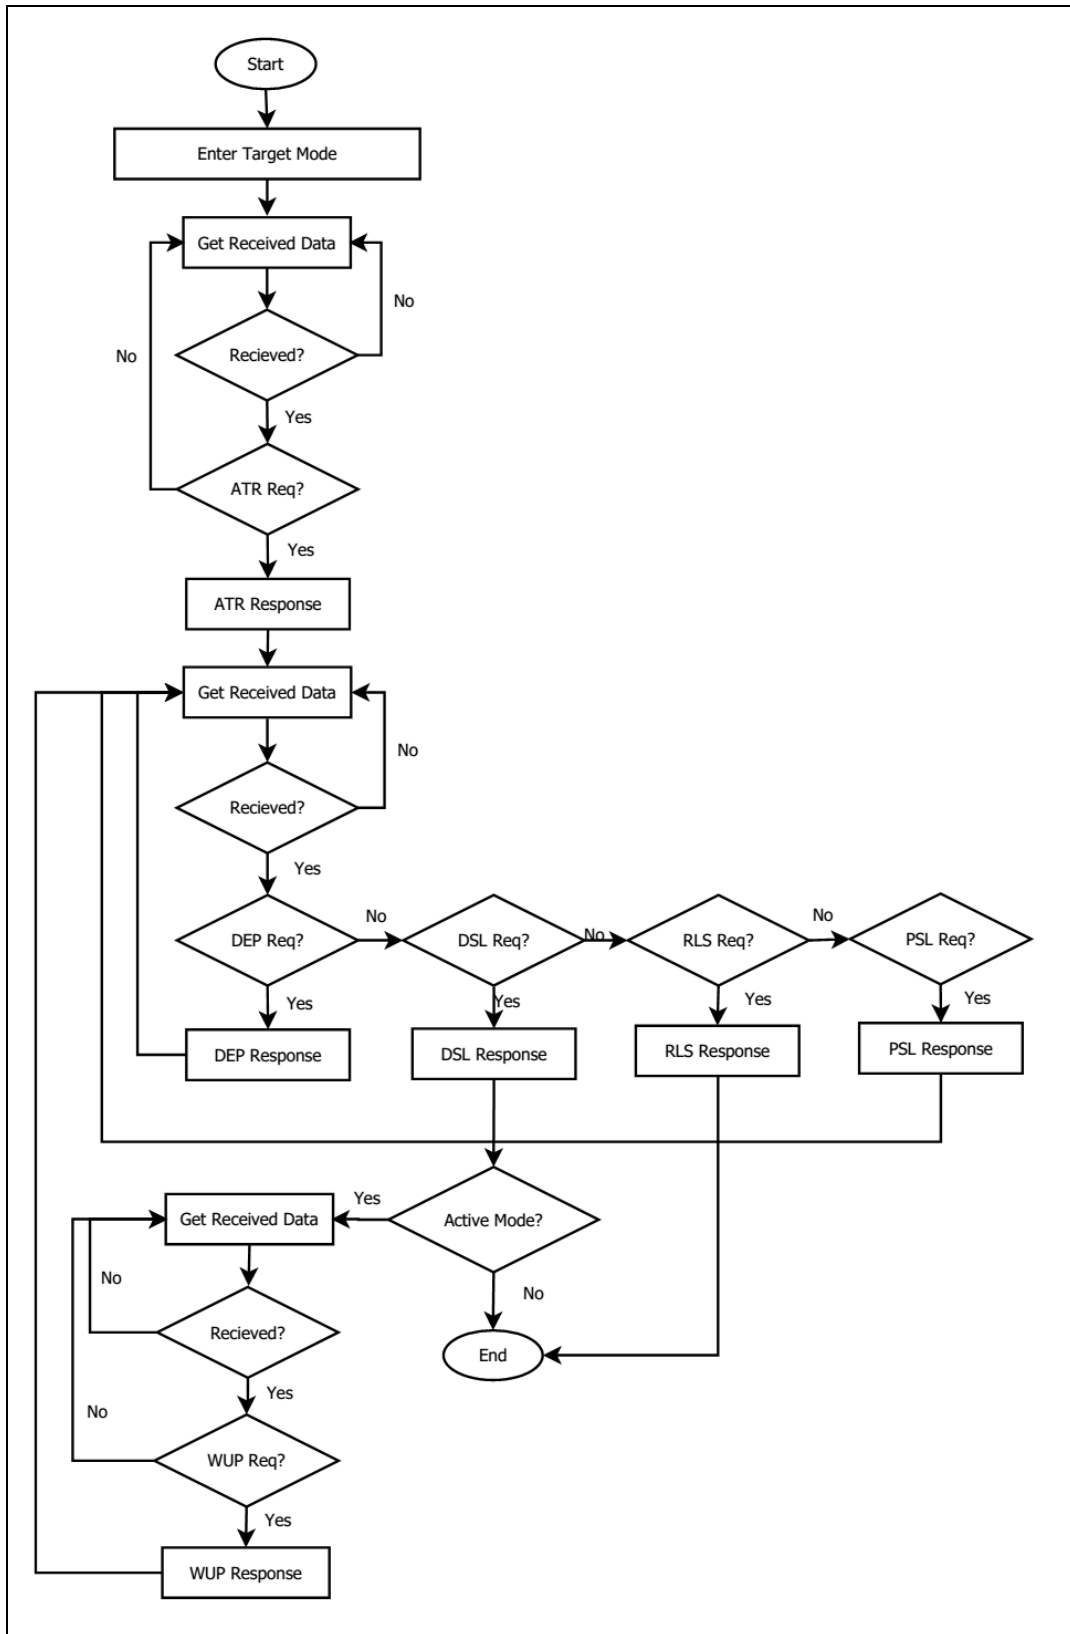 Start
Enter Target Mode
Get Received Data
No
Recieved?
No
Yes
ATR Req?
Yes
ATR Response
Get Received Data
No
Recieved?
Yes
No
No
No
DEP Req?
DSL Req?
RLS Req?
PSL Req?
Yes
Yes
Yes
Yes
DEP Response
DSL Response
RLS Response
PSL Response
Yes
Get Received Data
Active Mode?
No
No
Recieved?
End
Yes
No
WUP Req?
Yes
WUP Response